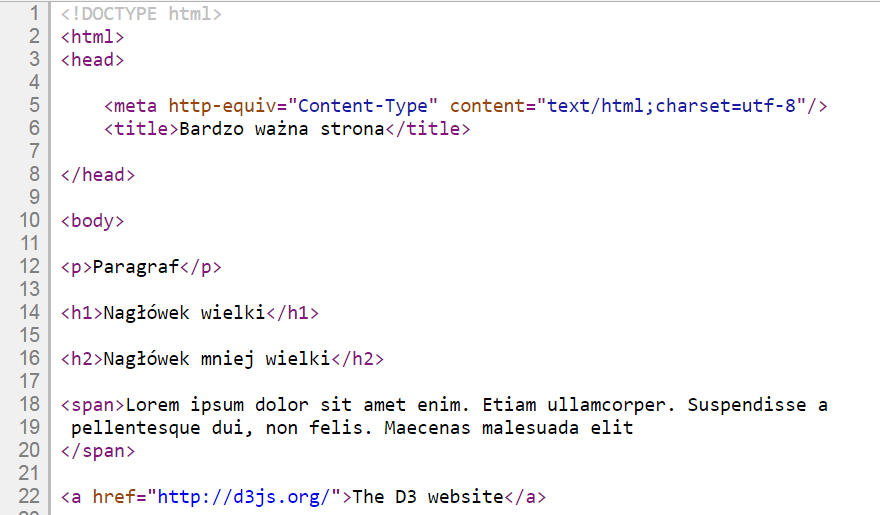 1 <!DOCTYPE html>
2 <html>
3 <head>
4
5 <meta http-equiv="Content-Type" content="text/html;charset=utf-8"/>
6 <title>Bardzo ważna strona</title>
7
8 </head>
9
10 <body>
11
12 <p>Paragraf</p>
13
14 <h1>Nagłówek wielki</h1>
15
16 <h2>Nagłówek mniej wielki</h2>
17
18 <span>Lorem ipsum dolor sit amet enim. Etiam ullamcorper. Suspendisse a
19 pellentesque dui, non felis. Maecenas malesuada elit
20 </span>
21
22 <a href="http://d3js.org/">The D3 website</a>